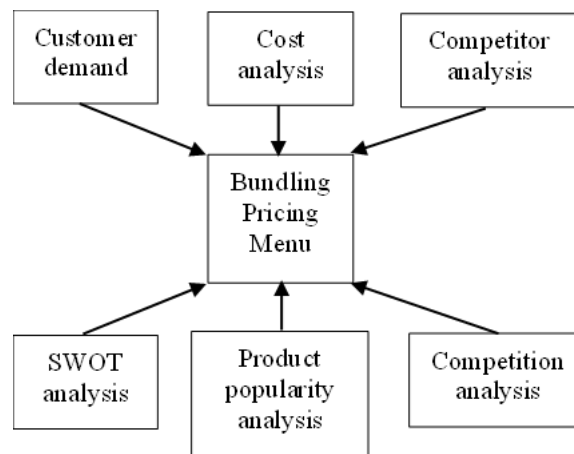 Customer
demand
Cost
analysis
Competitor
analysis
Bundling
Pricing
Menu
SWOT
analysis
Product
popularity
analysis
Competition
analysis